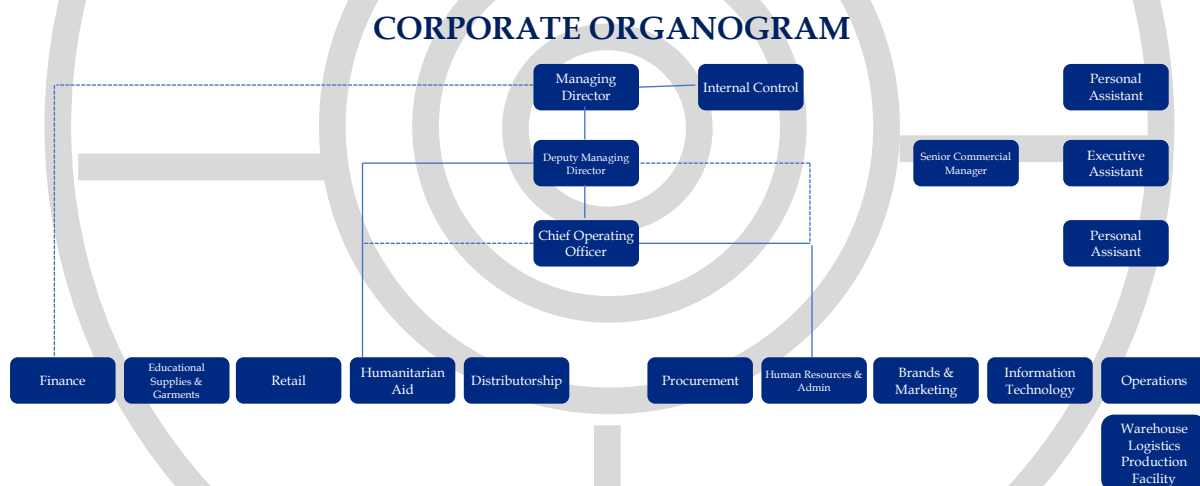 CORPORATE ORGANOGRAM
Managing
Director
Internal Control
Personal
Assistant
Deputy Managing
Director
Senior Commercial
Manager
Executive
Assistant
Chief Operating
Officer
Personal
Assisant
Finance
Educational
Supplies &
Garments
Retail
Humanitarian
Aid
Distributorship
Procurement
Human Resources &
Admin
Brands &
Marketing
Information
Technology
Operations
Warehouse
Logistics
Production
Facility